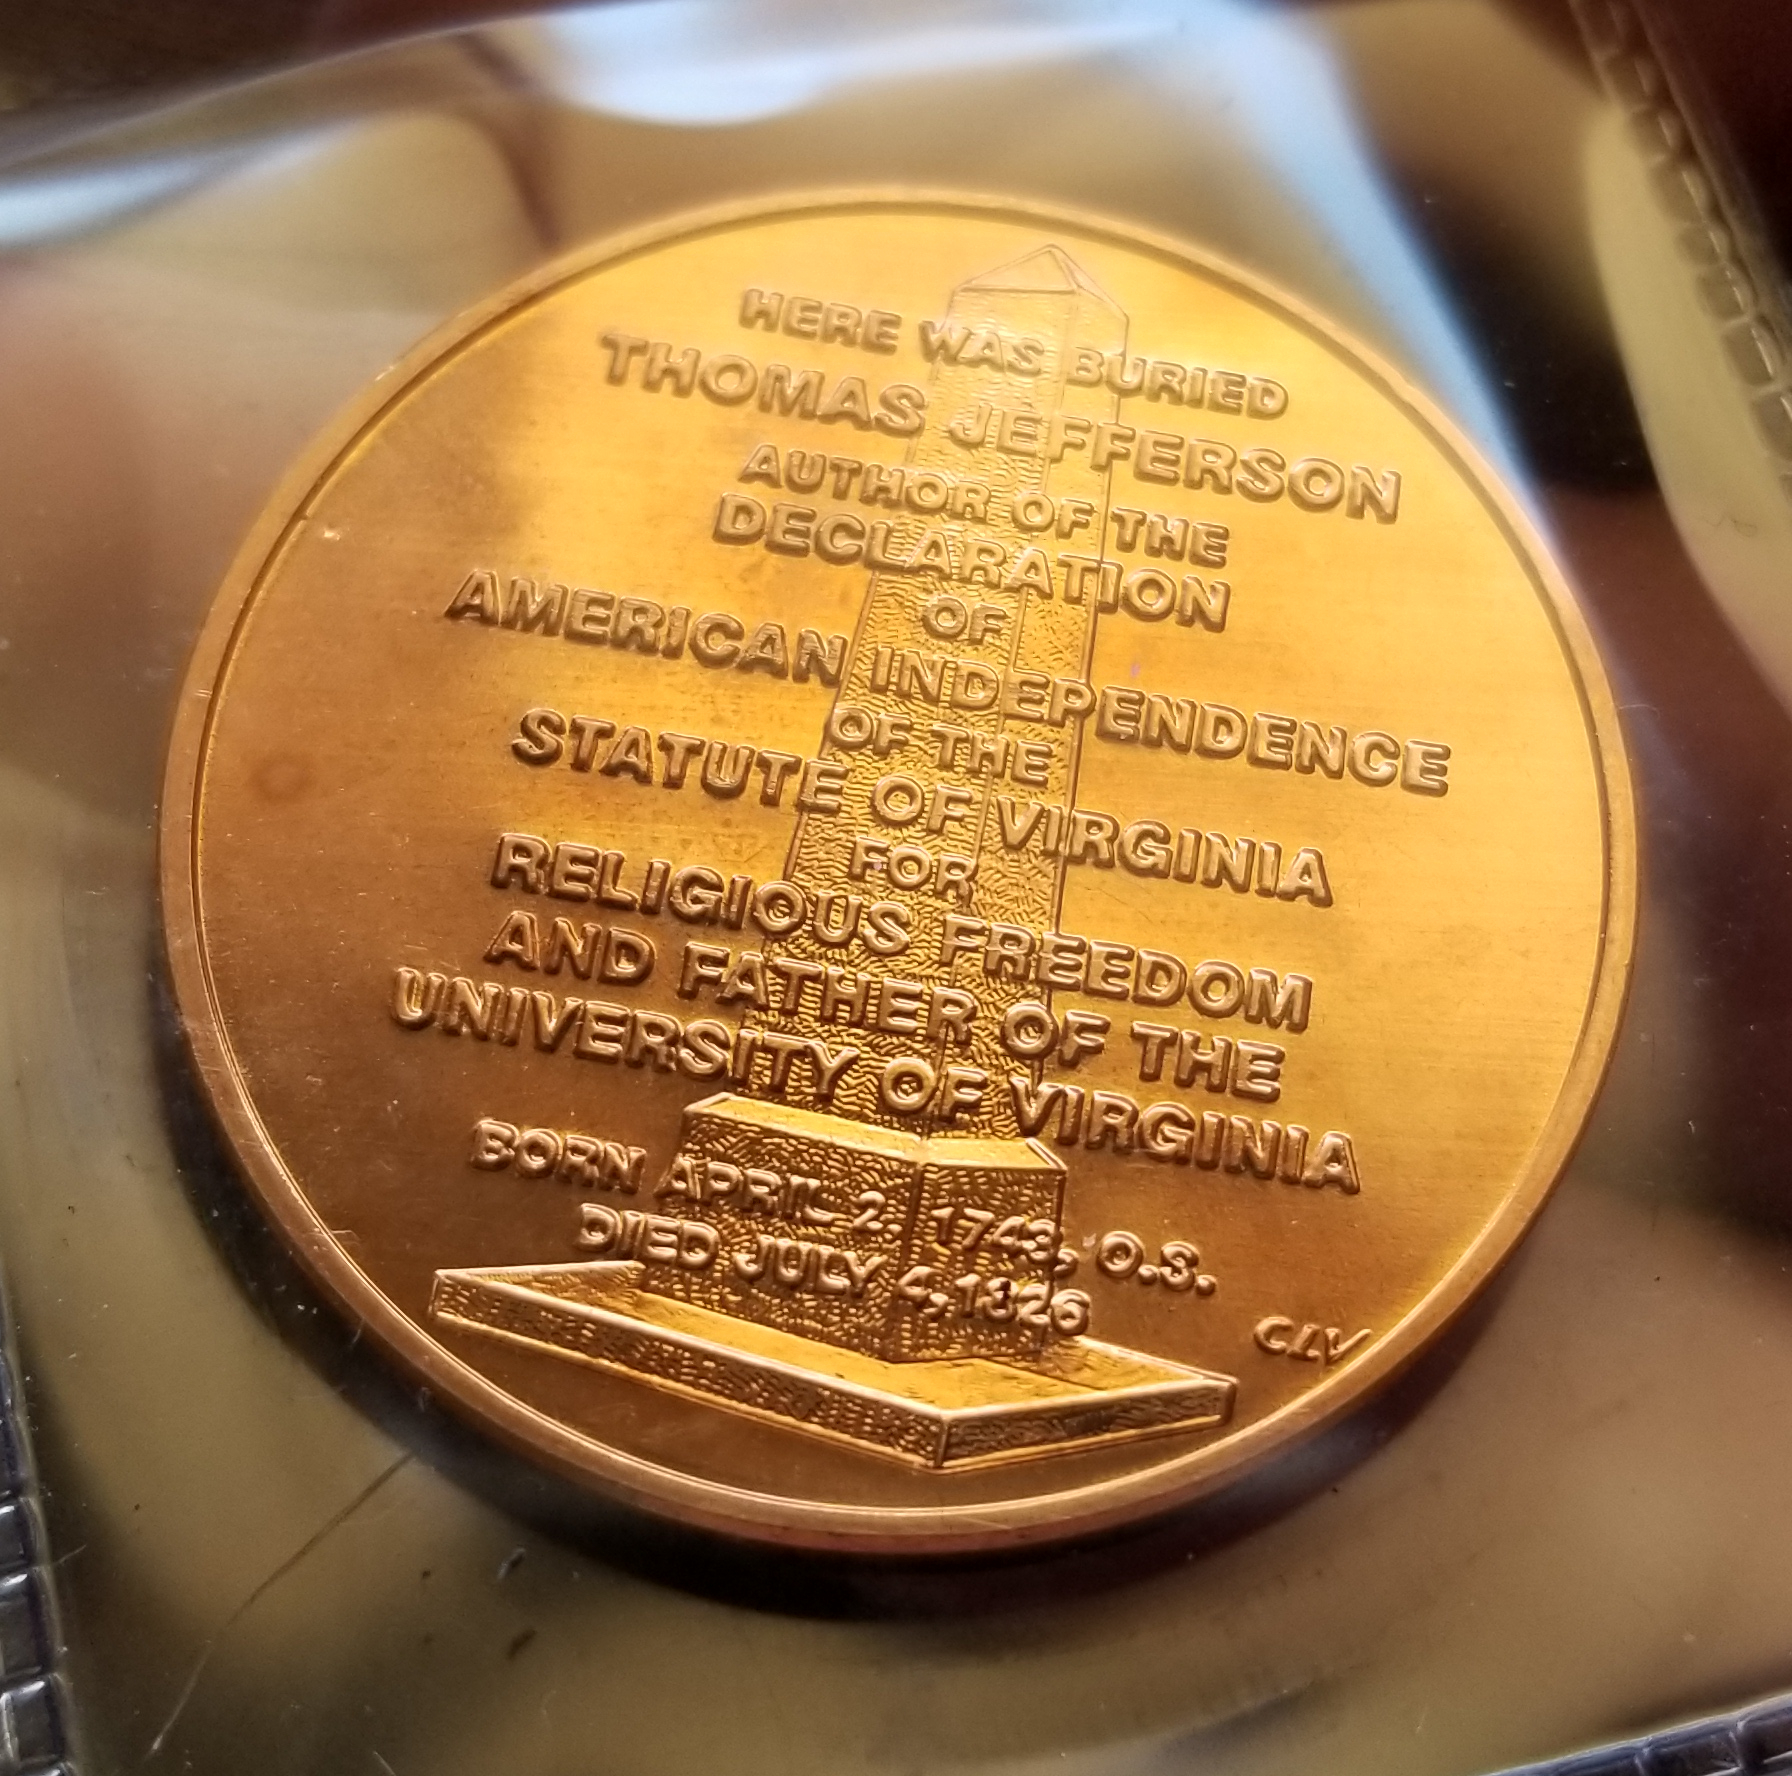 HERE WAS BURIED
THOMAS JEFFERSON
AUTHOR OF THE
DECLARATION
OF
AMERICAN INDEPENDENCE
OF THE
STATUTE OF VIRGINIA
FOR
RELIGIOUS FREEDOM
AND FATHER OF THE
UNIVERSITY OF VIRGINIA
BORN APRIL 2, 1743, O.S.
DIED JULY 4, 1826
CLV